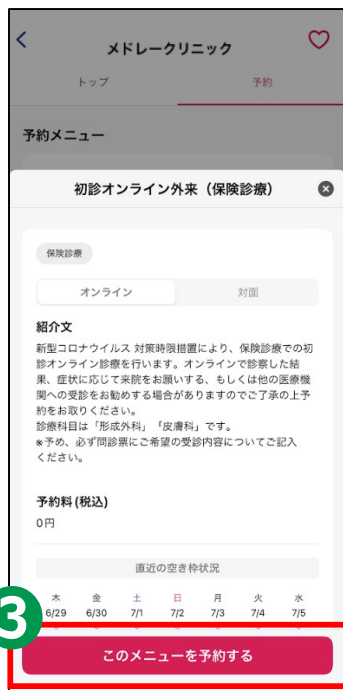 メドレークリニック
トップ 予約
予約メニュー
初診オンライン外来（保険診療）
保険診療
オンライン 対面
紹介文
新型コロナウイルス 対策時限措置により、保険診療での初
診オンライン診療を行います。オンラインで診察した結
果、症状に応じて来院をお願いする、もしくは他の医療機
関への受診をお勧めする場合がありますのでご了承の上予
約をお取りください。
診療科目は「形成外科」「皮膚科」です。
※予め、必ず問診票にご希望の受診内容についてご記入
ください。
予約料(税込)
0円
直近の空き枠状況
木 金 土 日 月 火 水
6/29 6/30 7/1 7/2 7/3 7/4 7/5
3
このメニューを予約する